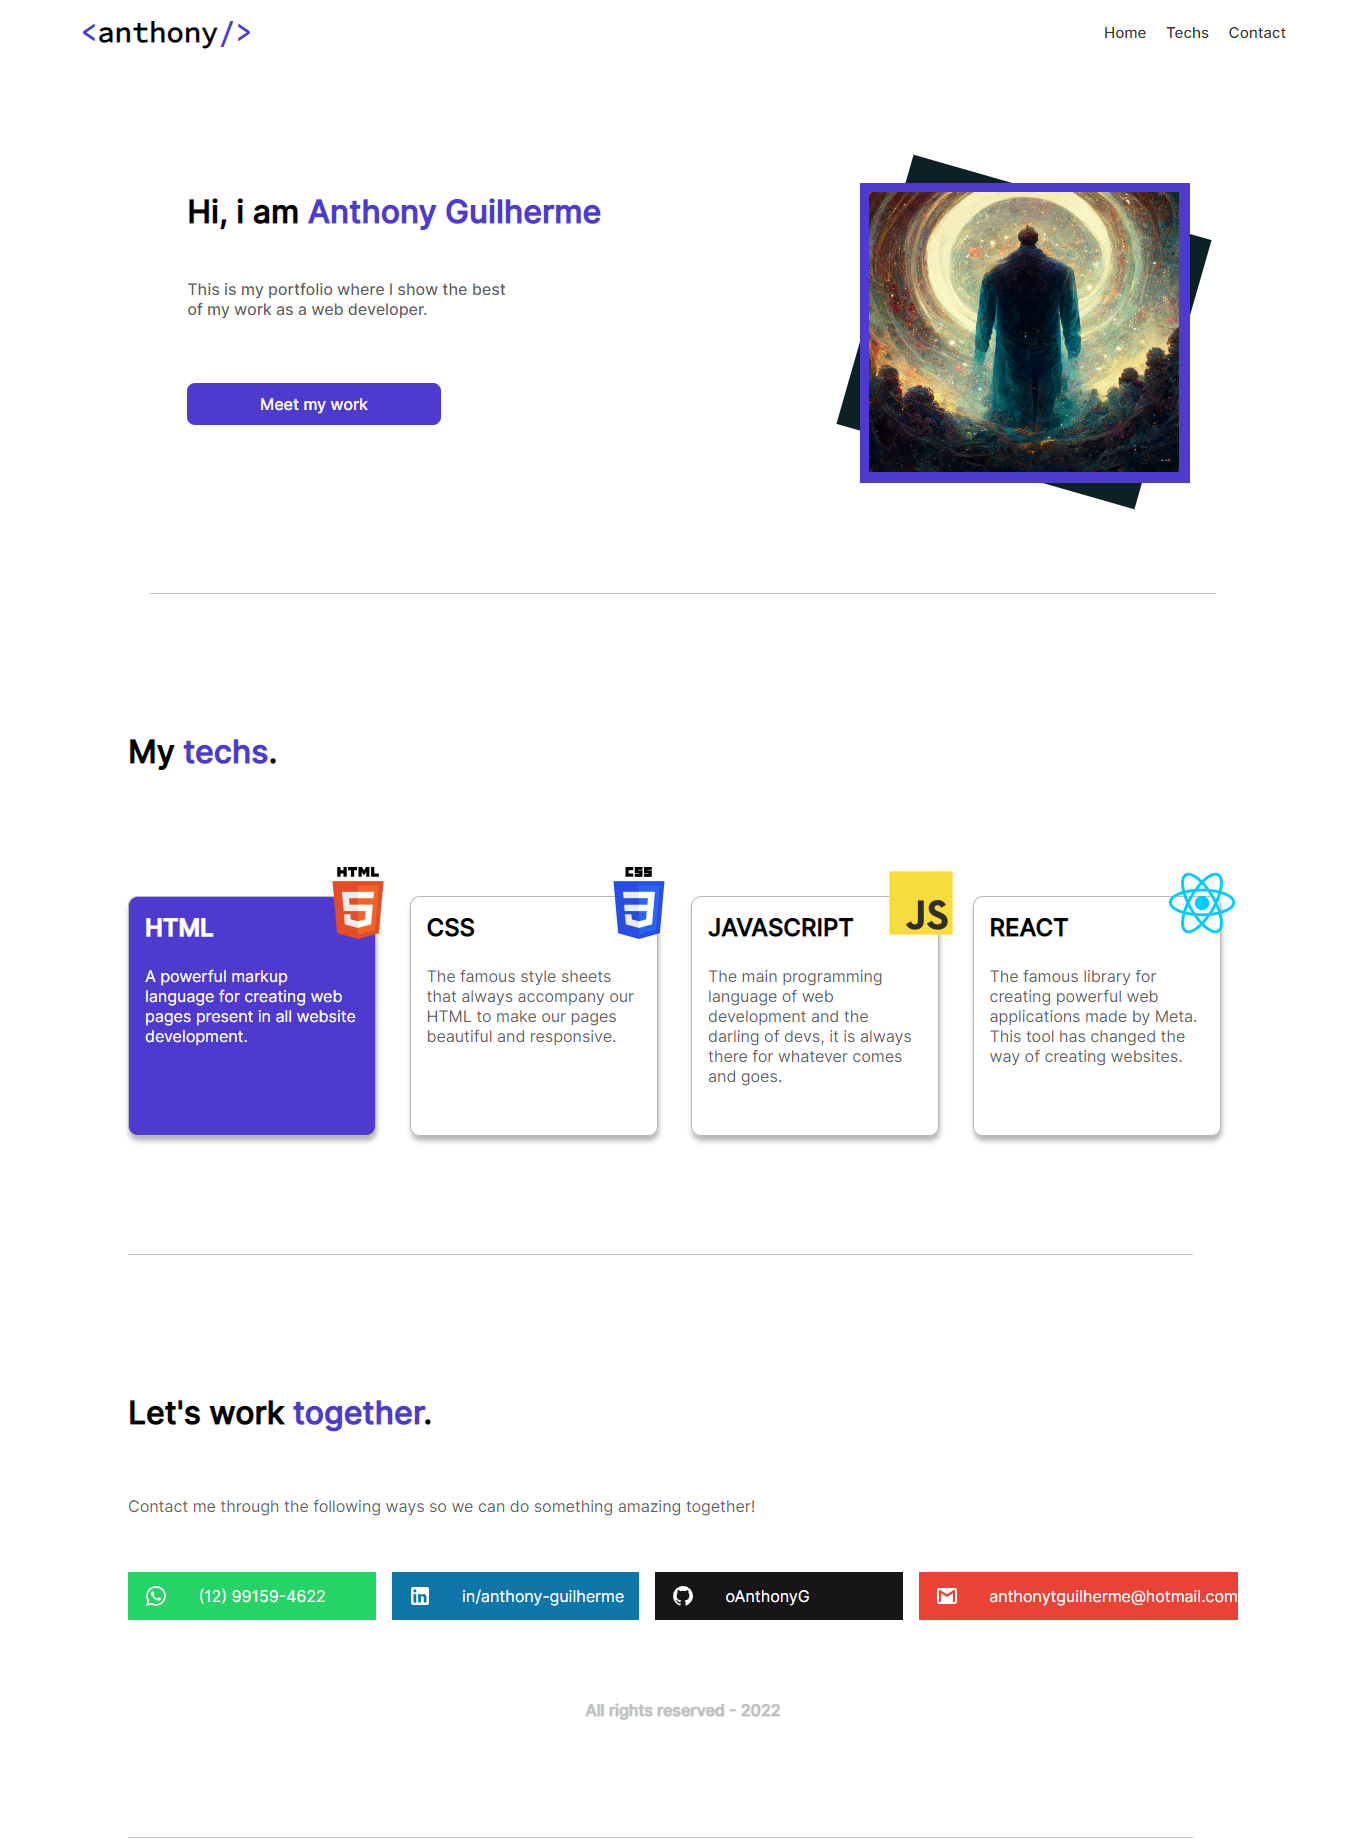 <anthony/>
Home Techs Contact
Hi, i am Anthony Guilherme
This is my portfolio where I show the best
of my work as a web developer.
Meet my work
My techs.
HTML
HTML
A powerful markup
language for creating web
pages present in all website
development.
CSS
CSS
The famous style sheets
that always accompany our
HTML to make our pages
beautiful and responsive.
JS
JAVASCRIPT
The main programming
language of web
development and the
darling of devs, it is always
there for whatever comes
and goes.
REACT
The famous library for
creating powerful web
applications made by Meta.
This tool has changed the
way of creating websites.
Let's work together.
Contact me through the following ways so we can do something amazing together!
(12) 99159-4622
in/anthony-guilherme
oAnthonyG
anthonytguilherme@hotmail.com
All rights reserved - 2022